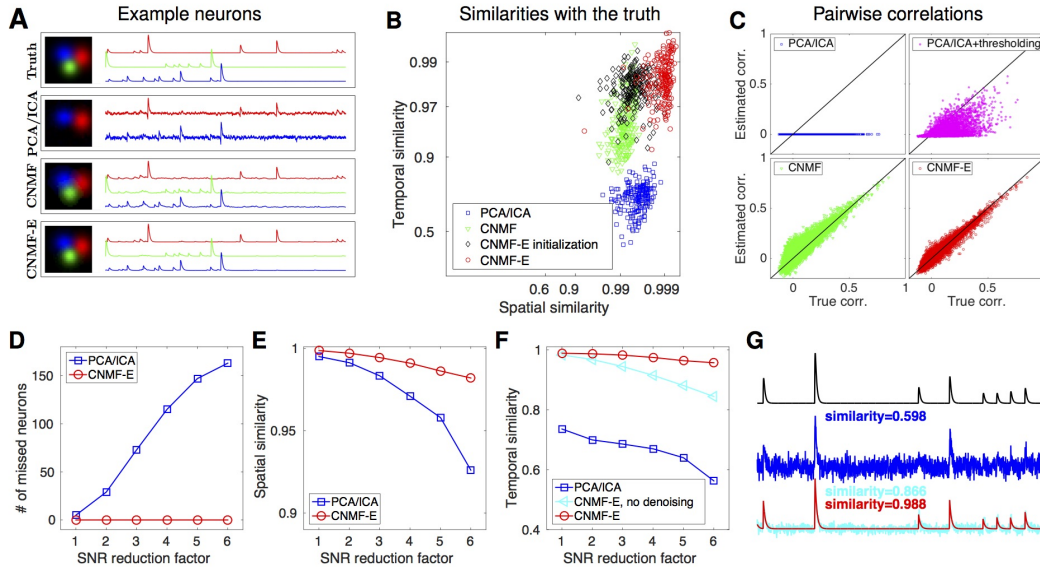 A
Example neurons
Truth
PCA/ICA
CNMF
CNMF-E
B
Similarities with the truth
Temporal similarity
0.99
0.97
0.9
0.5
PCA/ICA
CNMF
CNMF-E initialization
CNMF-E
0.6 0.9 0.99 0.999
Spatial similarity
C
Pairwise correlations
PCA/ICA
PCA/ICA+thresholding
Estimated corr.
1
0.5
0
CNMF
CNMF-E
Estimated corr.
1
0.5
0
0 0.5 1 0 0.5 1
True corr. True corr.
D
PCA/ICA
CNMF-E
# of missed neurons
150
100
50
0
1 2 3 4 5 6
SNR reduction factor
E
Spatial similarity
1
0.95
0.9
PCA/ICA
CNMF-E
1 2 3 4 5 6
SNR reduction factor
F
Temporal similarity
1
0.8
0.6
0.4
PCA/ICA
CNMF-E, no denoising
CNMF-E
1 2 3 4 5 6
SNR reduction factor
G
similarity=0.598
similarity=0.866
similarity=0.988